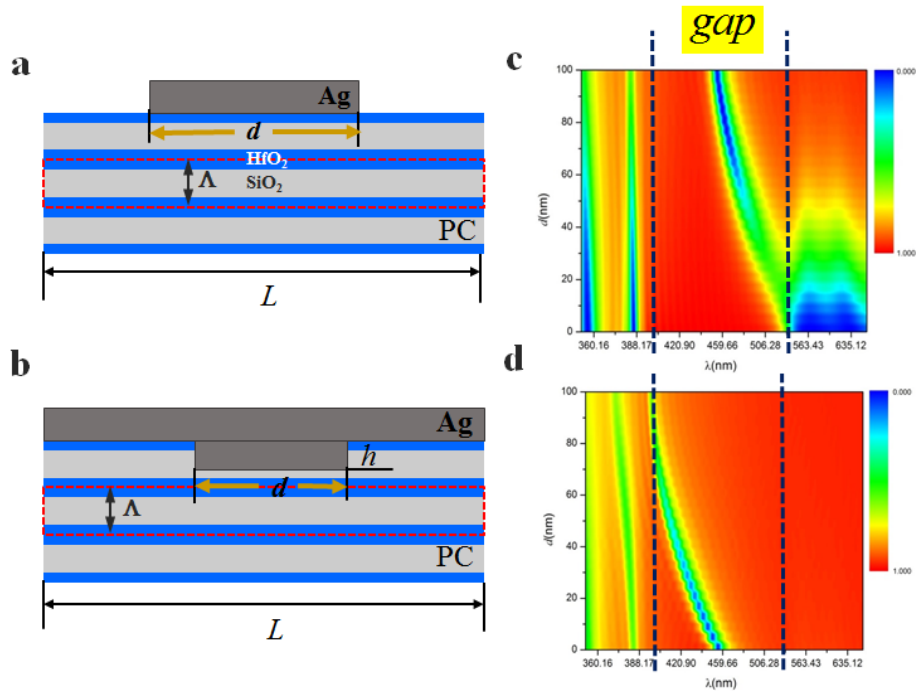 gap
a
Ag
d
HfO₂
SiO₂
Λ
PC
L
b
Ag
h
d
Λ
PC
L
c
100
80
60
40
20
0
d(nm)
360.16 388.17 420.90 459.66 506.28 563.43 635.12
λ(nm)
0.000
1.000
d
100
80
60
40
20
0
d(nm)
360.16 388.17 420.90 459.66 506.28 563.43 635.12
λ(nm)
0.000
1.000